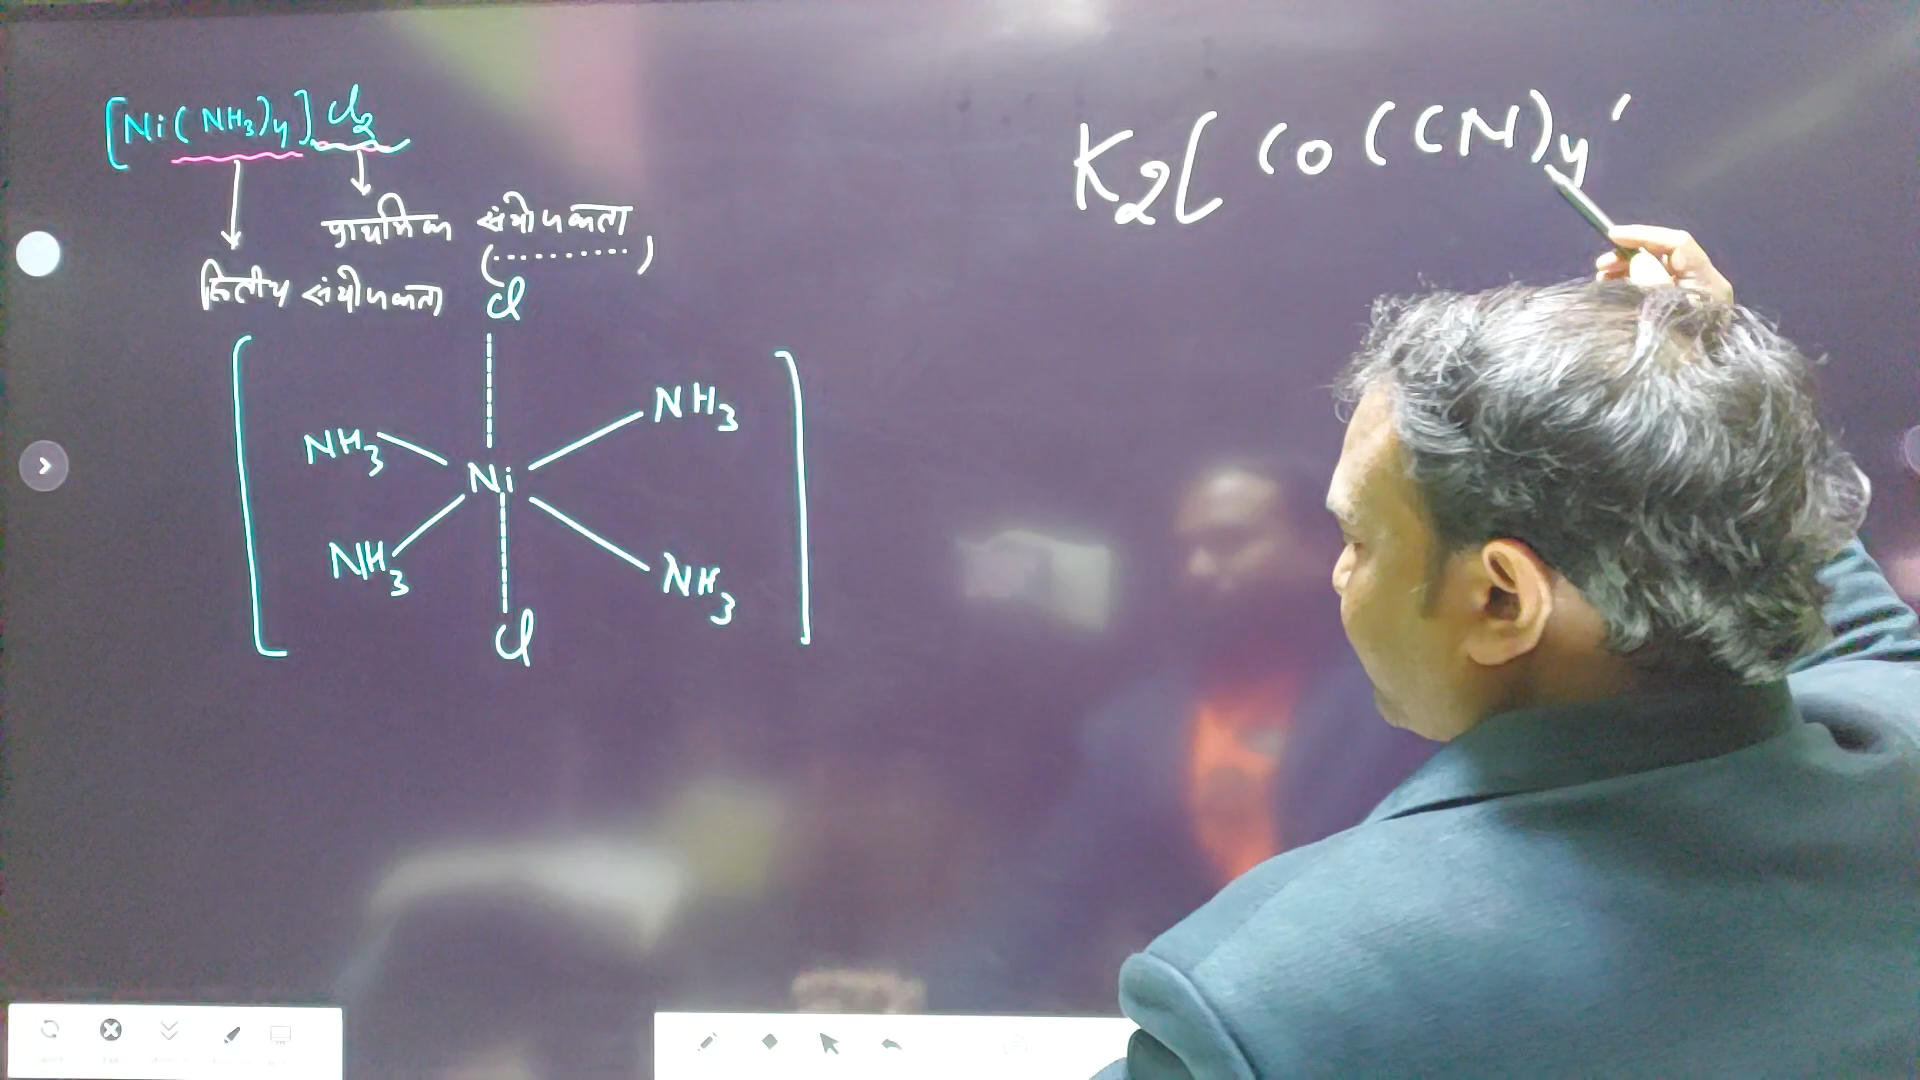 [Ni(NH3)4]Cl2
प्राथमिक संयोजकता
(..........)
द्वितीय संयोजकता
Cl
NH3
NH3
Ni
NH3
NH3
Cl
K2[Co(CN)4